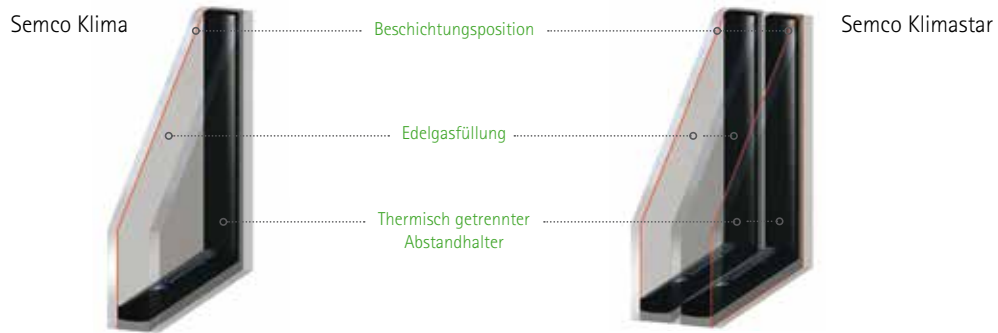 Semco Klima
Beschichtungsposition
Semco Klimastar
Edelgasfüllung
Thermisch getrennter
Abstandhalter